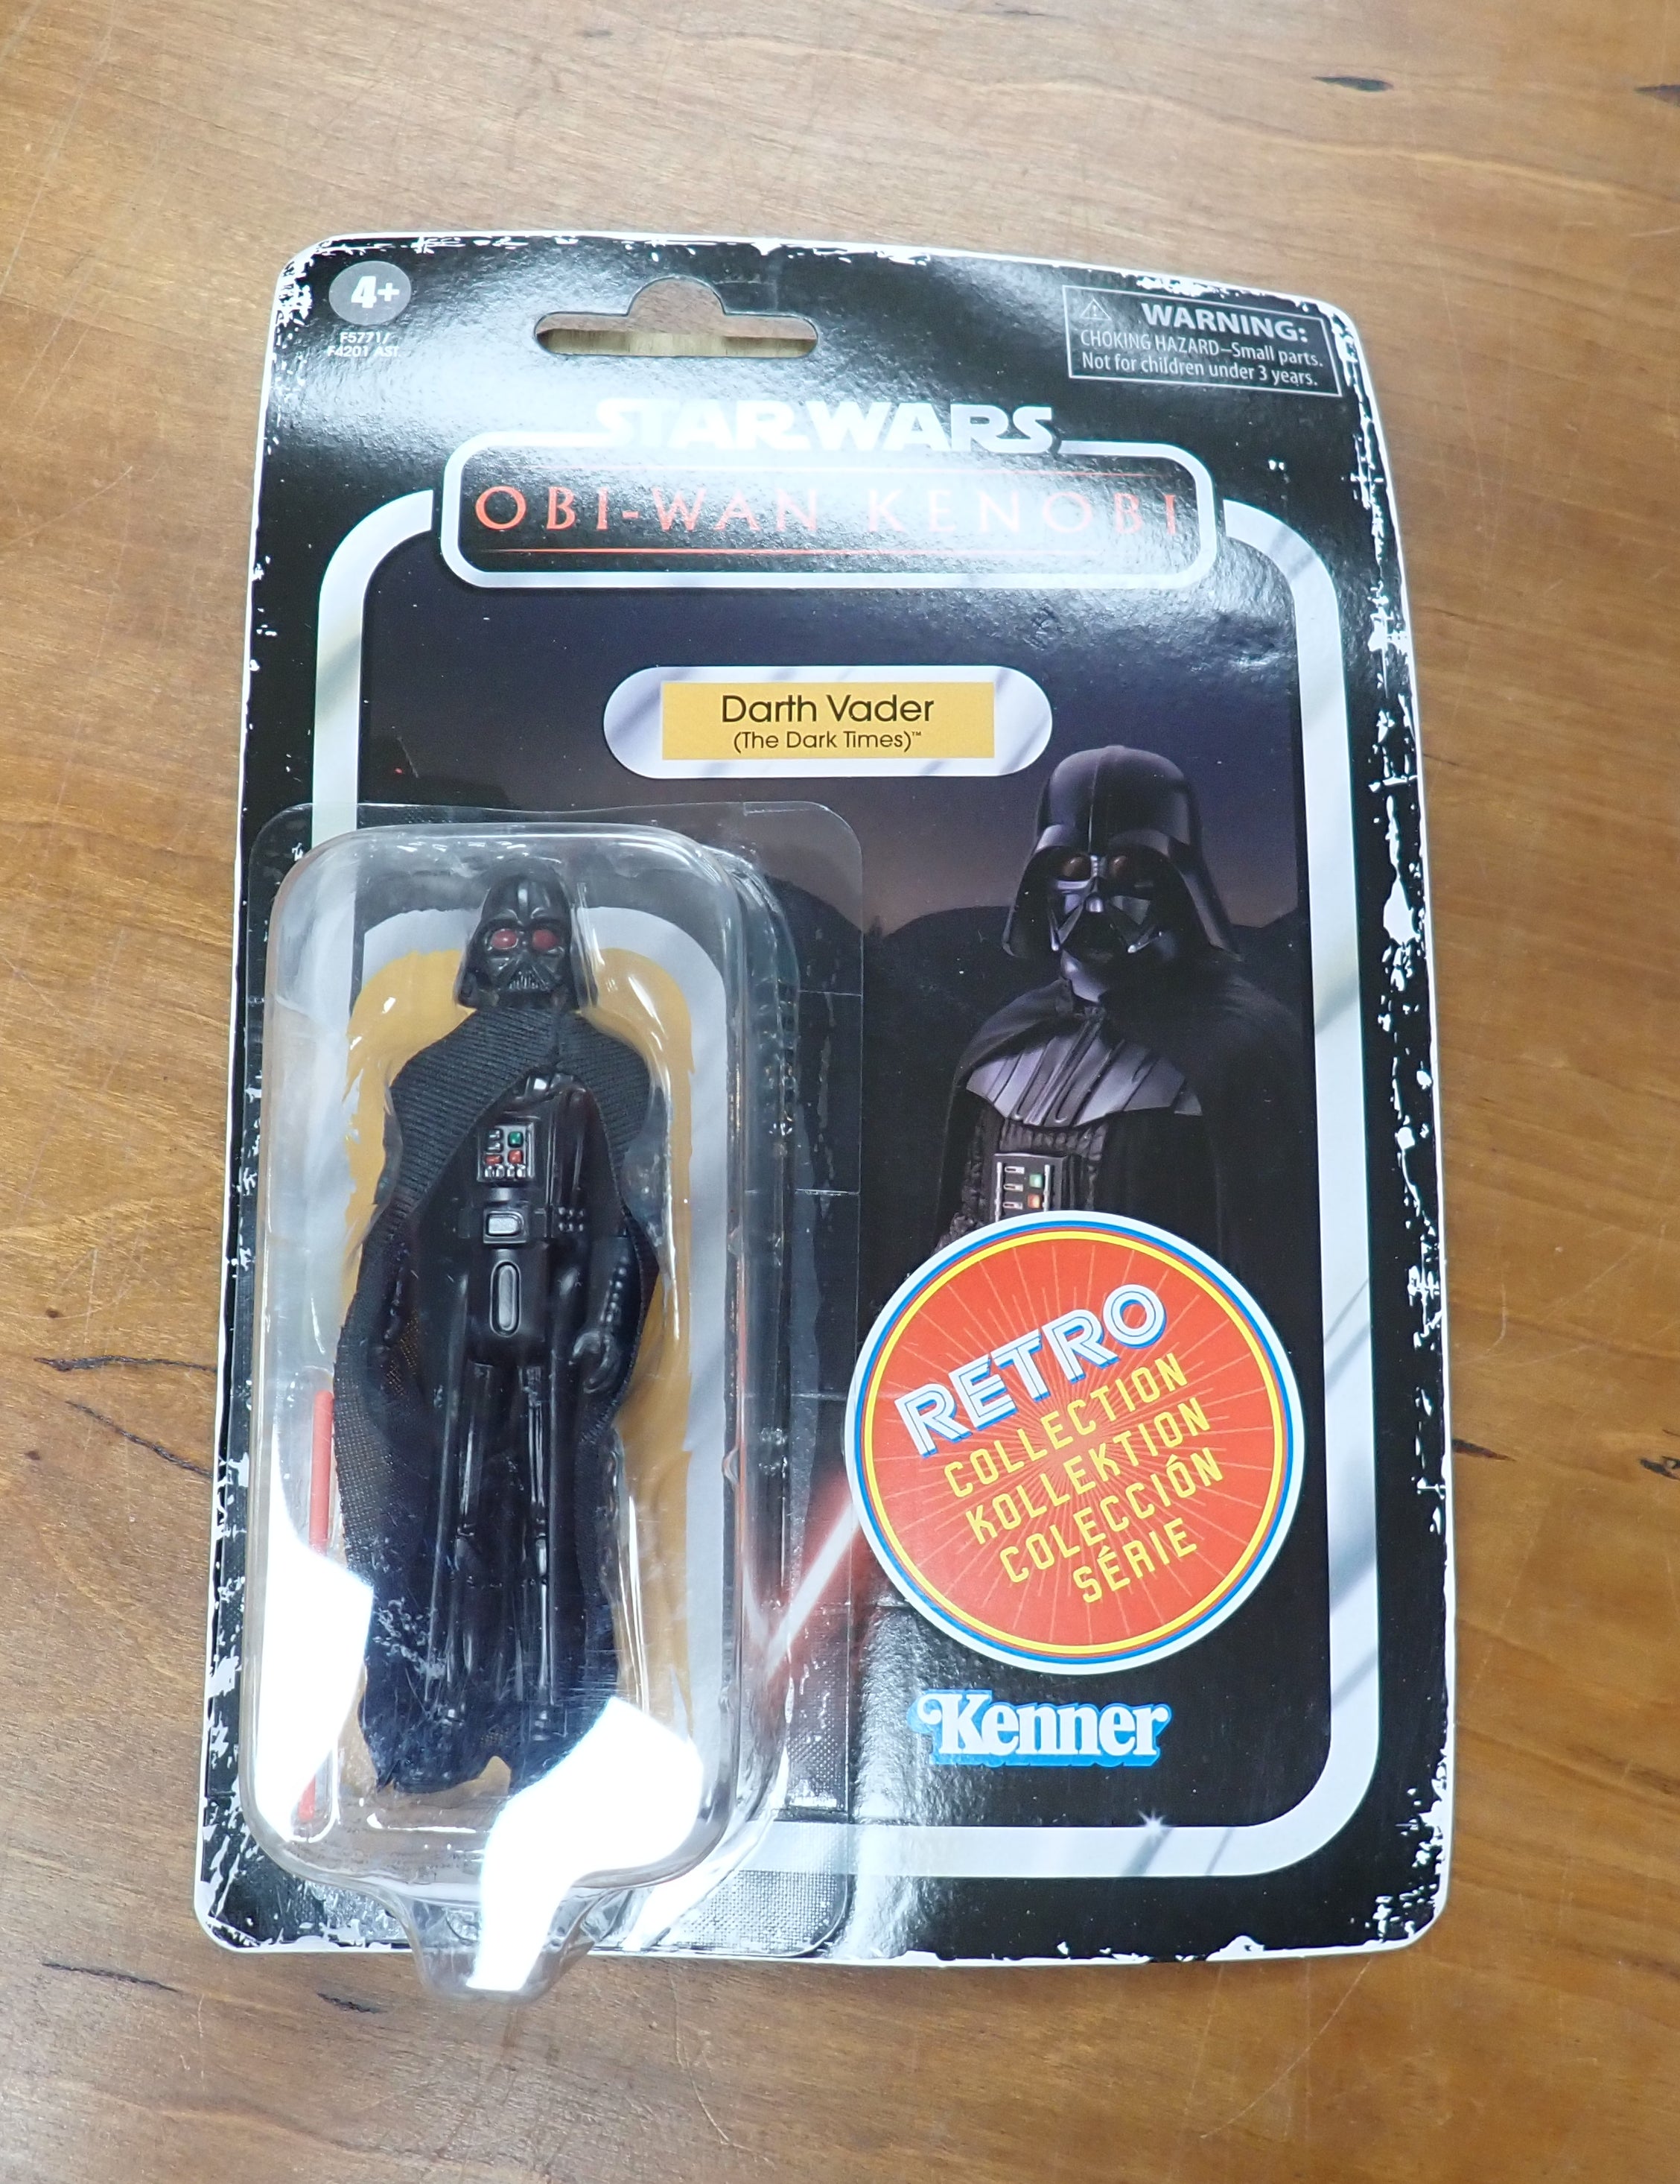 4+
F5771/
F4201 AST
WARNING:
CHOKING HAZARD–Small parts.
Not for children under 3 years.
STAR WARS
OBI-WAN KENOBI
Darth Vader
(The Dark Times)™
RETRO
COLLECTION
KOLLEKTION
COLECCIÓN
SÉRIE
Kenner